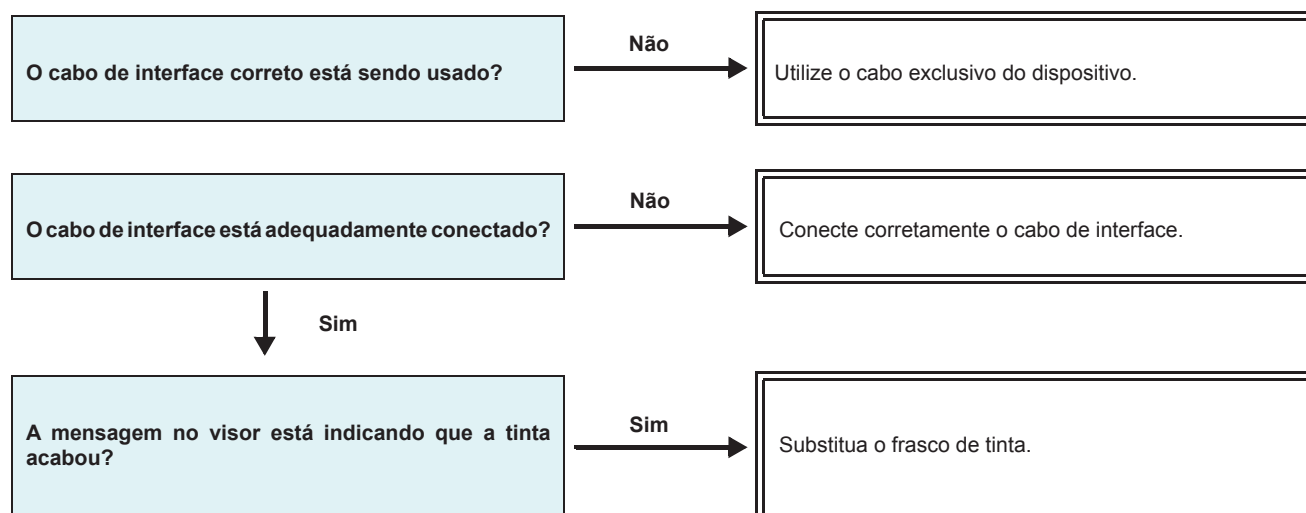 O cabo de interface correto está sendo usado?
Não
Utilize o cabo exclusivo do dispositivo.
O cabo de interface está adequadamente conectado?
Não
Conecte corretamente o cabo de interface.
Sim
A mensagem no visor está indicando que a tinta
acabou?
Sim
Substitua o frasco de tinta.